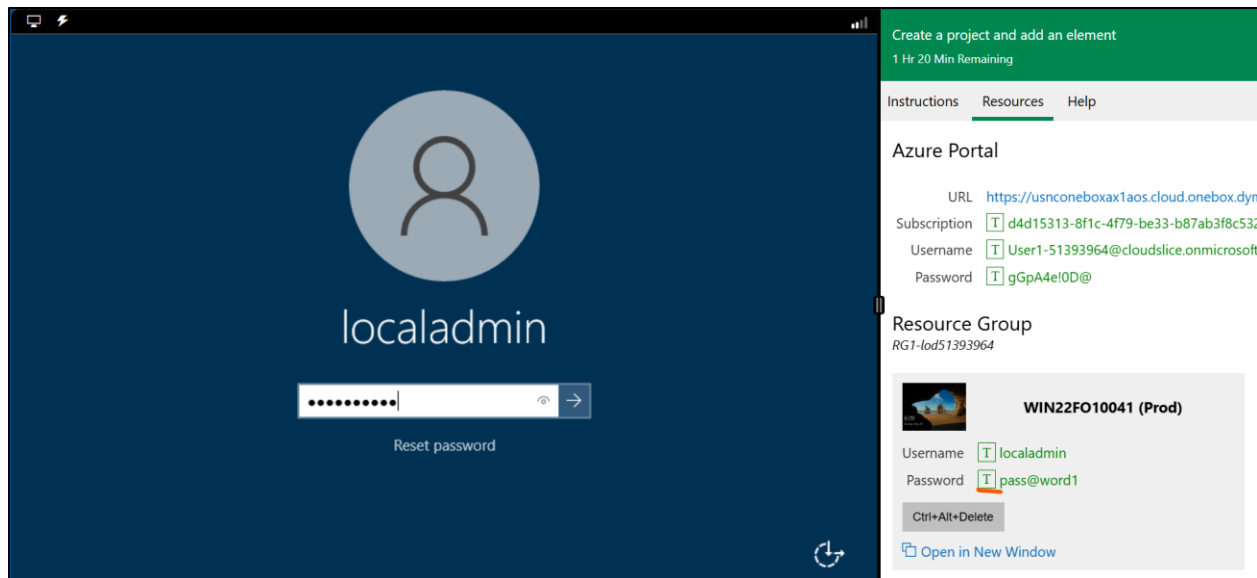 localadmin
Reset password
Create a project and add an element
1 Hr 20 Min Remaining
Instructions Resources Help
Azure Portal
URL https://usnconeboxax1aos.cloud.onebox.dyn
Subscription T d4d15313-8f1c-4f79-be33-b87ab3f8c532
Username T User1-51393964@cloudslice.onmicrosoft
Password T gGpA4e!0D@
Resource Group
RG1-lod51393964
WIN22FO10041 (Prod)
Username T localadmin
Password T pass@word1
Ctrl+Alt+Delete
Open in New Window